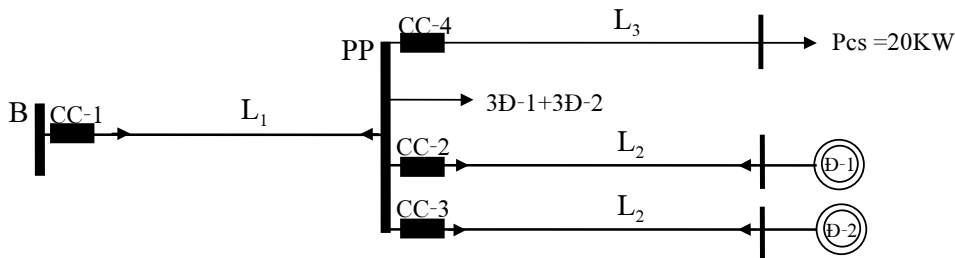 CC-4
L3
Pcs =20KW
PP
3Đ-1+3Đ-2
B
CC-1
L1
CC-2
L2
Đ-1
CC-3
L2
Đ-2